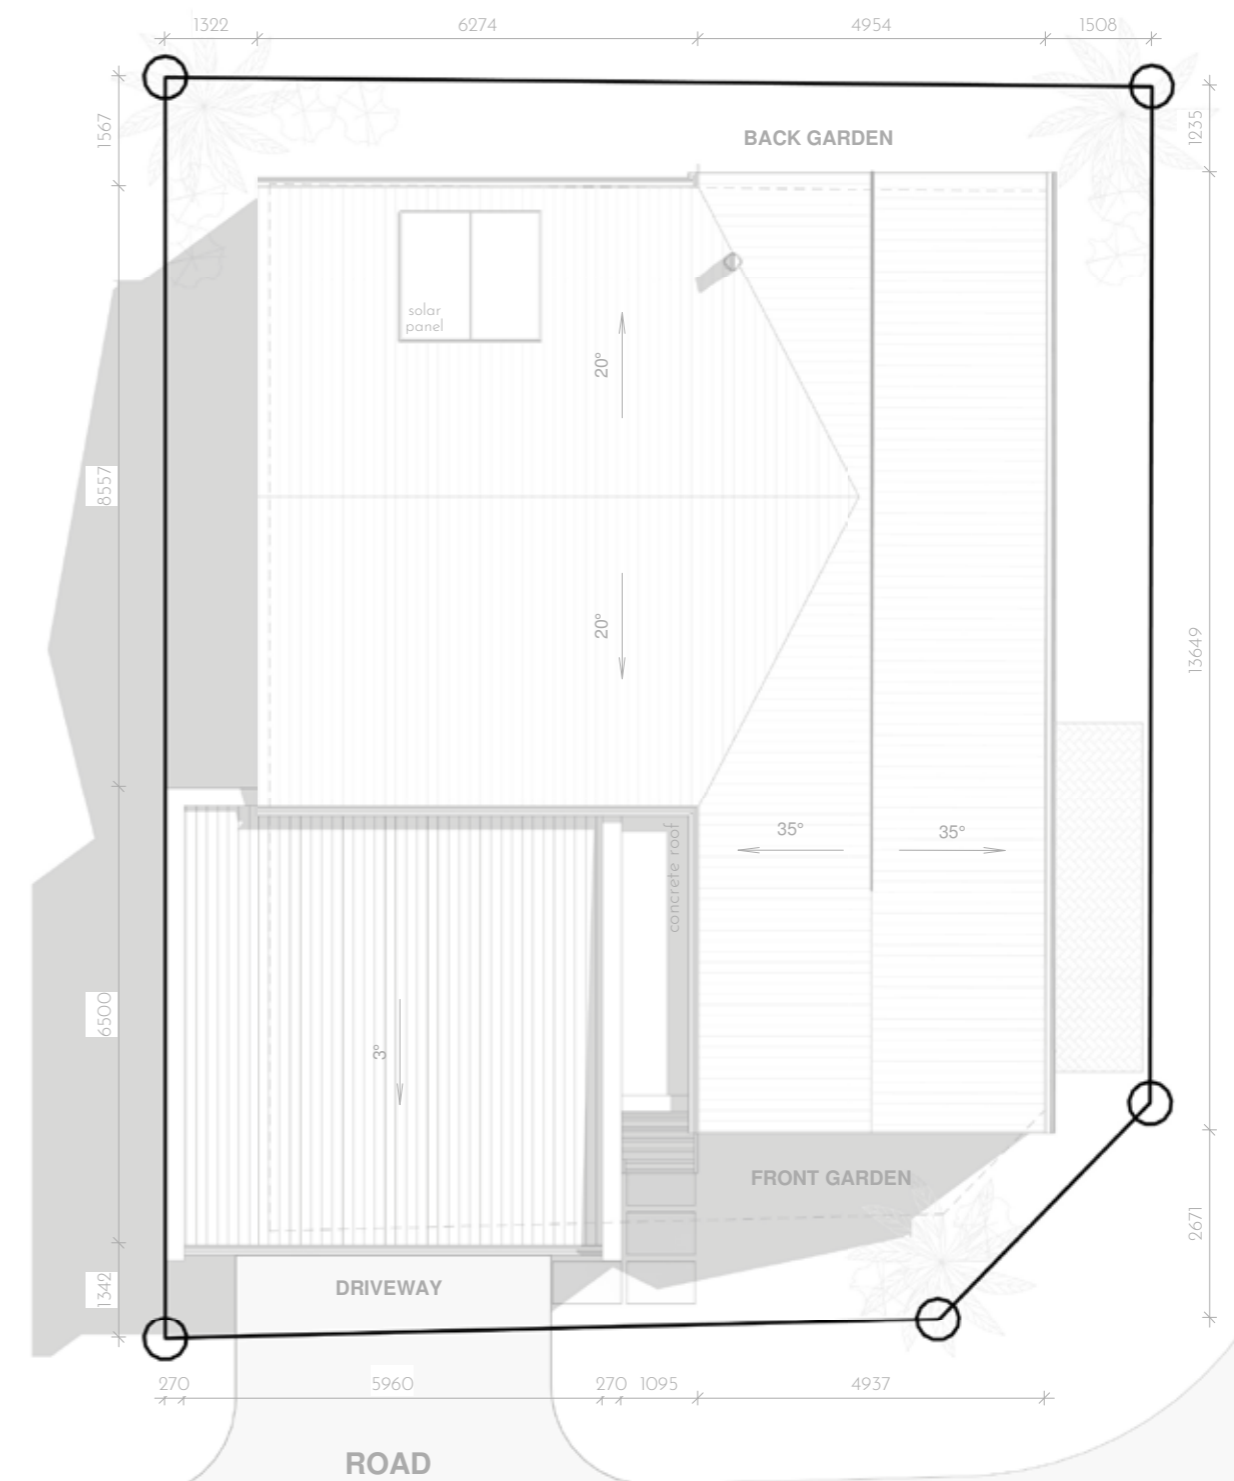 1322 6274 4954 1508
1567
1235
BACK GARDEN
solar
panel
20°
8557
20°
13649
35° 35°
concrete roof
6500
3°
FRONT GARDEN
2671
1342
DRIVEWAY
270 5960 270 1095 4937
ROAD